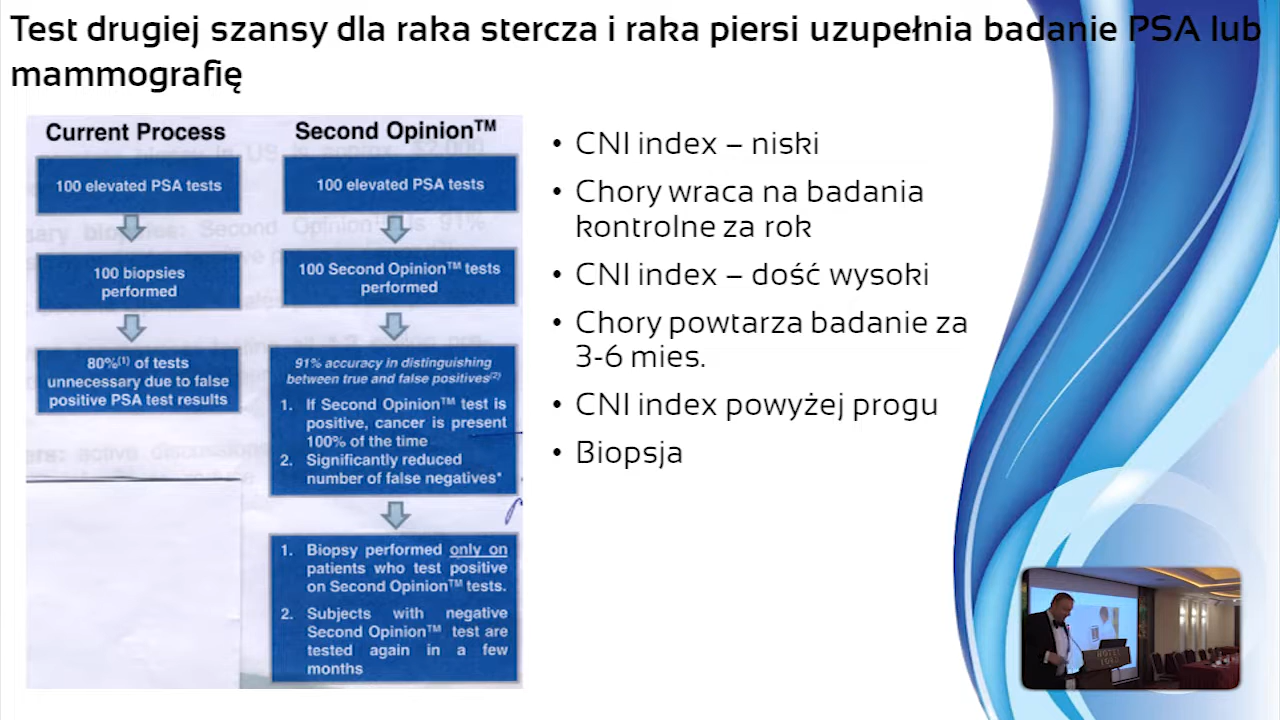 Test drugiej szansy dla raka stercza i raka piersi uzupełnia badanie PSA lub
mammografię
Current Process
100 elevated PSA tests
100 biopsies
performed
80%(1) of tests
unnecessary due to false
positive PSA test results
Second Opinion™
100 elevated PSA tests
100 Second Opinion™ tests
performed
91% accuracy in distinguishing
between true and false positives(2)
1. If Second Opinion™ test is
positive, cancer is present
100% of the time
2. Significantly reduced
number of false negatives*
1. Biopsy performed only on
patients who test positive
on Second Opinion™ tests.
2. Subjects with negative
Second Opinion™ test are
tested again in a few
months
• CNI index – niski
• Chory wraca na badania
kontrolne za rok
• CNI index – dość wysoki
• Chory powtarza badanie za
3-6 mies.
• CNI index powyżej progu
• Biopsja